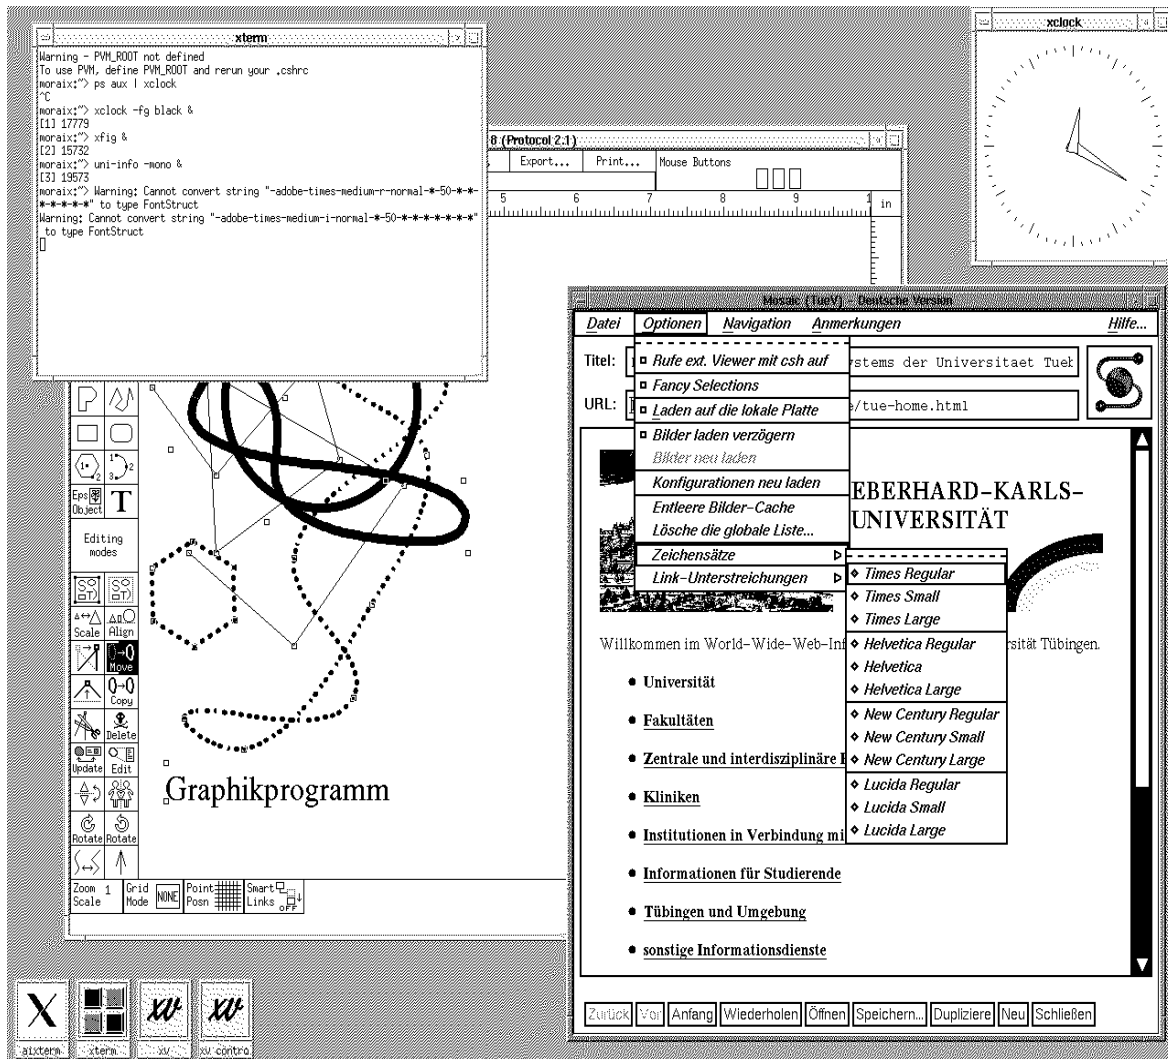 xterm
Warning - PVM_ROOT not defined
To use PVM, define PVM_ROOT and rerun your .cshrc
moraix:~> ps aux | xclock
^C
moraix:~> xclock -fg black &
[1] 17779
moraix:~> xfig &
[2] 15732
moraix:~> uni-info -mono &
[3] 19573
moraix:~> Warning: Cannot convert string "-adobe-times-medium-r-normal-*-50-*-*-
*-*-*-*-*" to type FontStruct
Warning: Cannot convert string "-adobe-times-medium-i-normal-*-50-*-*-*-*-*-*-*"
to type FontStruct
xclock
8 (Protocol 2.1)
Export... Print... Mouse Buttons
5 6 7 8 9 1 in
Eps
Object T
Editing
modes
Scale Align
Move
Copy
Delete
Update Edit
Rotate Rotate
Graphikprogramm
Zoom 1
Scale
Grid
Mode NONE
Point
Posn
Smart
Links OFF
Mosaic (TueV) - Deutsche Version
Datei Optionen Navigation Anmerkungen Hilfe...
Titel: systems der Universitaet Tuek
URL: e/tue-home.html
Rufe ext. Viewer mit csh auf
Fancy Selections
Laden auf die lokale Platte
Bilder laden verzögern
Bilder neu laden
Konfigurationen neu laden
Entleere Bilder-Cache
Lösche die globale Liste...
Zeichensätze
Link-Unterstreichungen
Times Regular
Times Small
Times Large
Helvetica Regular
Helvetica
Helvetica Large
New Century Regular
New Century Small
New Century Large
Lucida Regular
Lucida Small
Lucida Large
EBERHARD-KARLS-
UNIVERSITÄT
Willkommen im World-Wide-Web-Inf rsität Tübingen.
Universität
Fakultäten
Zentrale und interdisziplinäre
Kliniken
Institutionen in Verbindung mi
Informationen für Studierende
Tübingen und Umgebung
sonstige Informationsdienste
Zurück Vor Anfang Wiederholen Öffnen Speichern... Dupliziere Neu Schließen
aixterm xterm xv xv contro